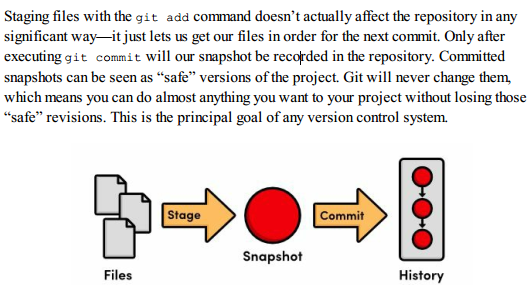 Staging files with the git add command doesn’t actually affect the repository in any
significant way—it just lets us get our files in order for the next commit. Only after
executing git commit will our snapshot be recorded in the repository. Committed
snapshots can be seen as “safe” versions of the project. Git will never change them,
which means you can do almost anything you want to your project without losing those
“safe” revisions. This is the principal goal of any version control system.
Stage
Commit
Snapshot
Files
History